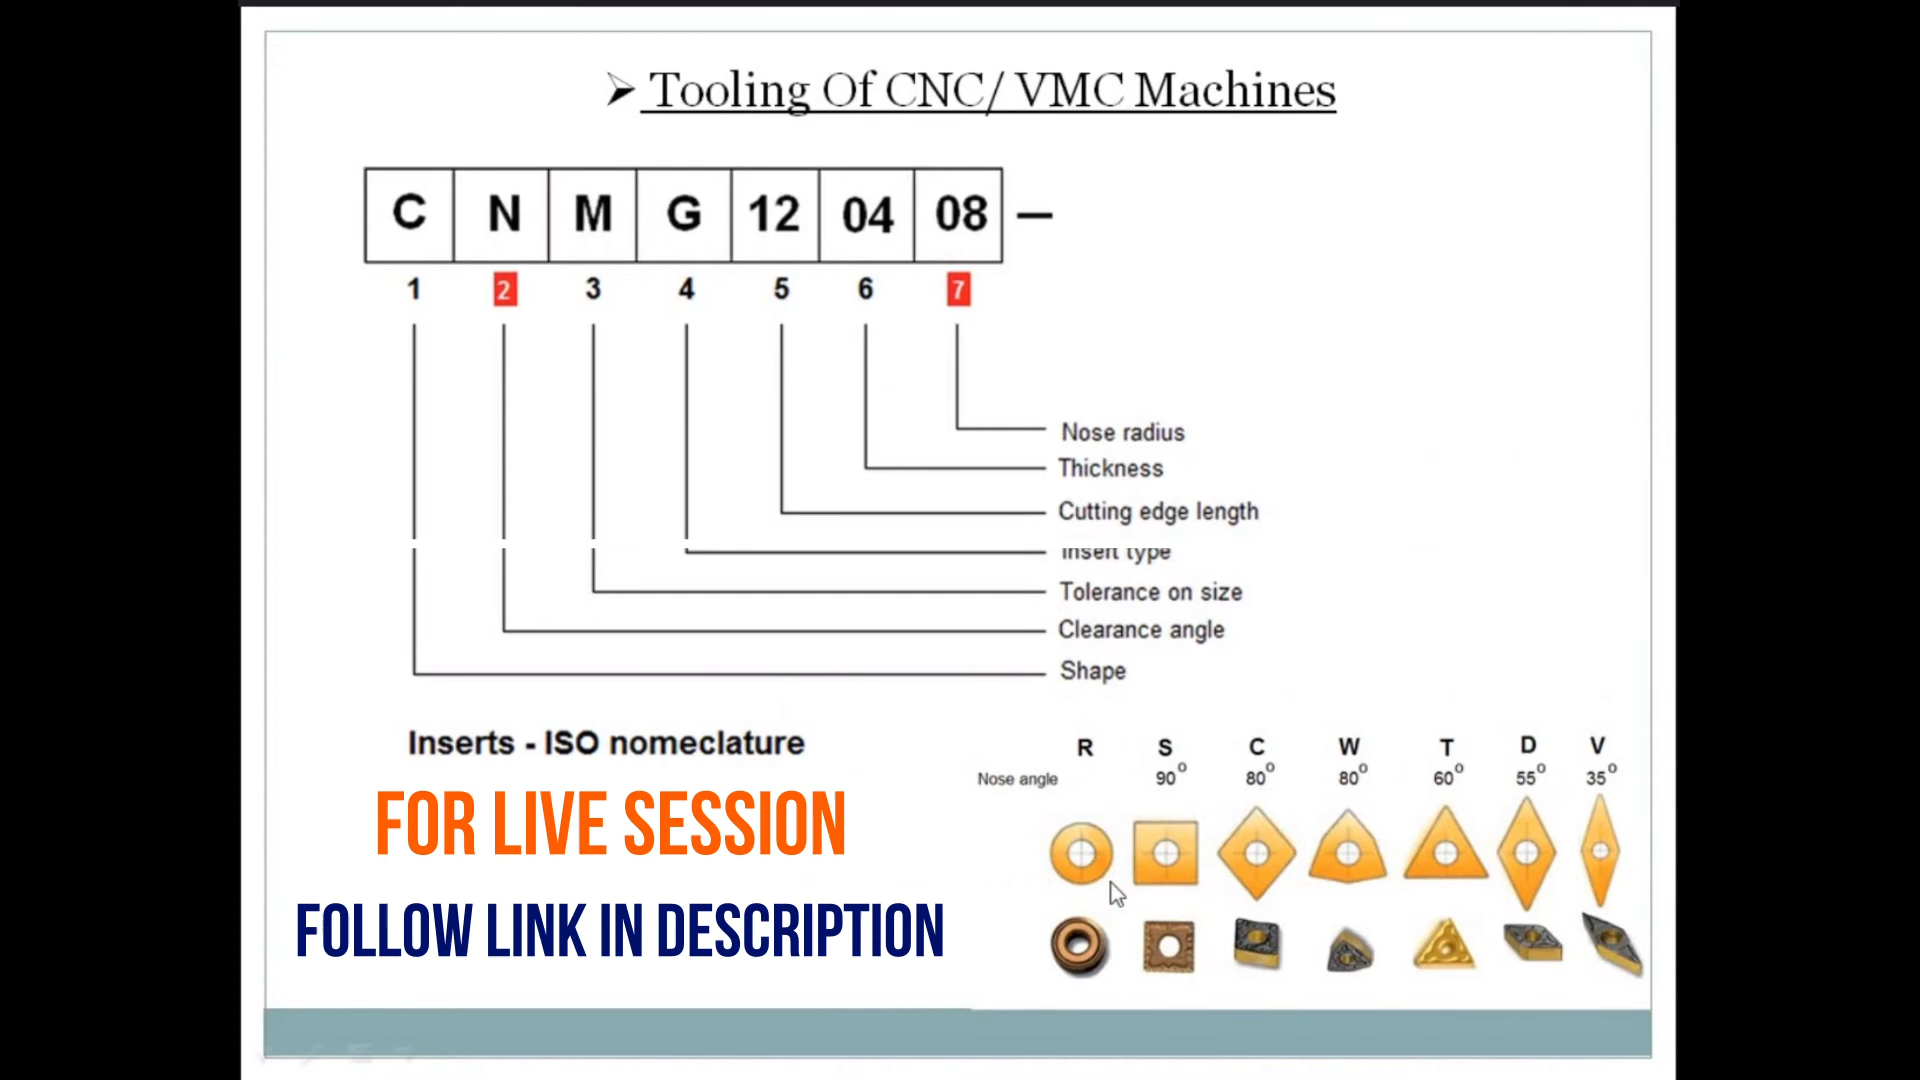 ➢ Tooling Of CNC/ VMC Machines
C N M G 12 04 08 –
1 2 3 4 5 6 7
Nose radius
Thickness
Cutting edge length
Insert type
Tolerance on size
Clearance angle
Shape
Inserts - ISO nomeclature
FOR LIVE SESSION
FOLLOW LINK IN DESCRIPTION
R S C W T D V
Nose angle 90° 80° 80° 60° 55° 35°